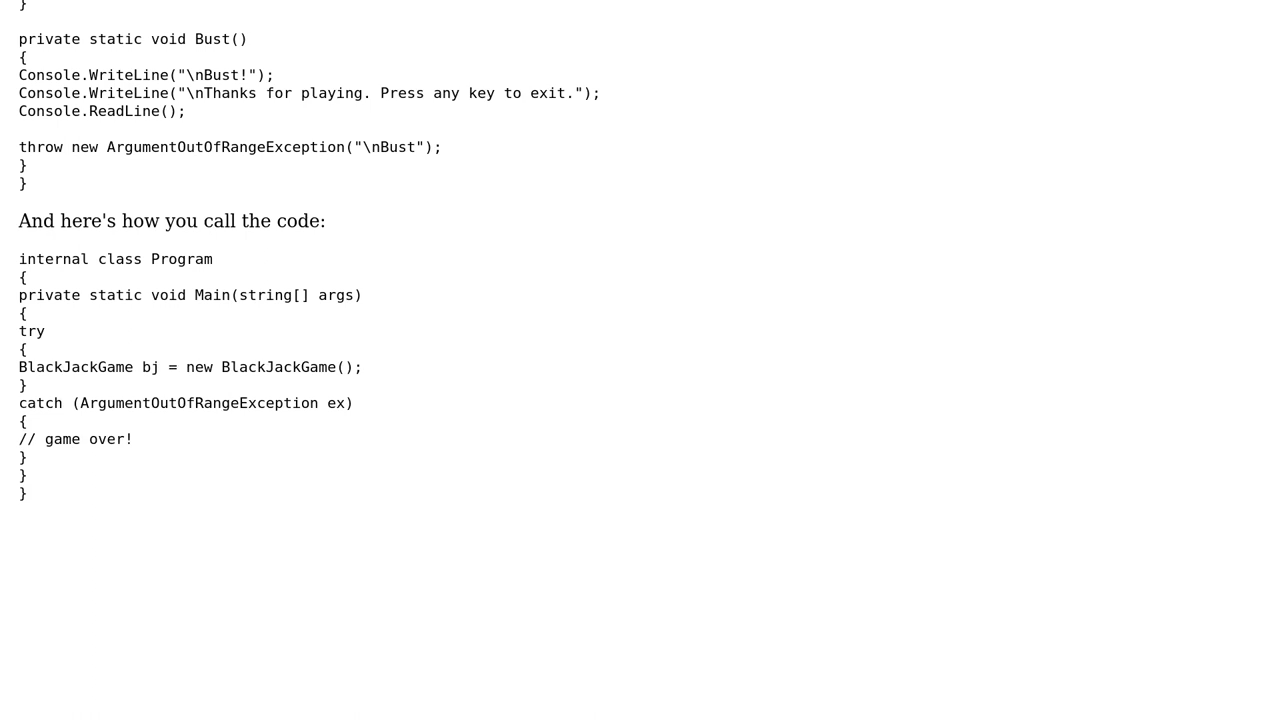 }
private static void Bust()
{
Console.WriteLine("\nBust!");
Console.WriteLine("\nThanks for playing. Press any key to exit.");
Console.ReadLine();
throw new ArgumentOutOfRangeException("\nBust");
}
}
And here's how you call the code:
internal class Program
{
private static void Main(string[] args)
{
try
{
BlackJackGame bj = new BlackJackGame();
}
catch (ArgumentOutOfRangeException ex)
{
// game over!
}
}
}